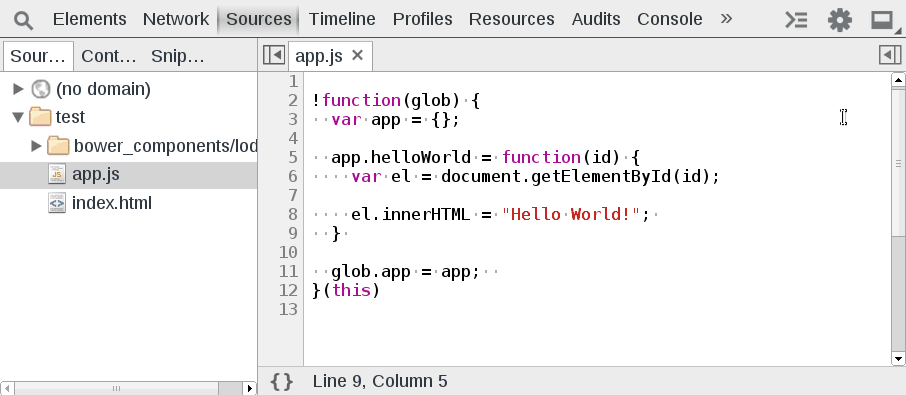 Elements Network Sources Timeline Profiles Resources Audits Console »
Sour… Cont… Snip… app.js ×
(no domain)
test
bower_components/lod
app.js
index.html
1
2 !function(glob) {
3 var app = {};
4
5 app.helloWorld = function(id) {
6 var el = document.getElementById(id);
7
8 el.innerHTML = "Hello World!";
9 }
10
11 glob.app = app;
12 }(this)
13
{} Line 9, Column 5